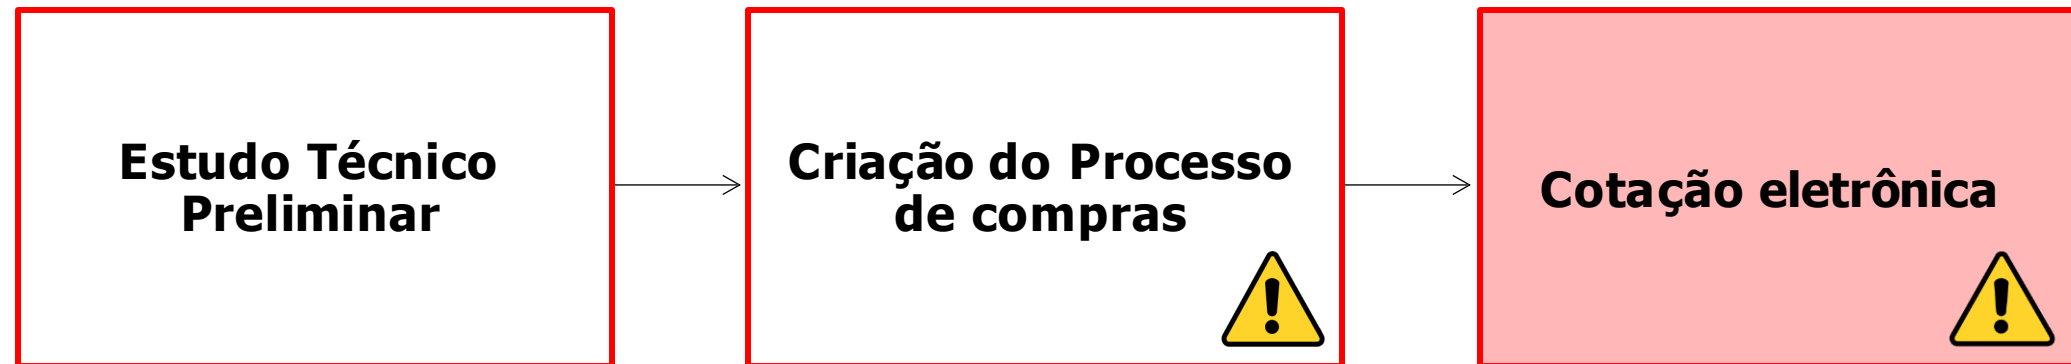 Estudo Técnico
Preliminar
Criação do Processo
de compras
Cotação eletrônica